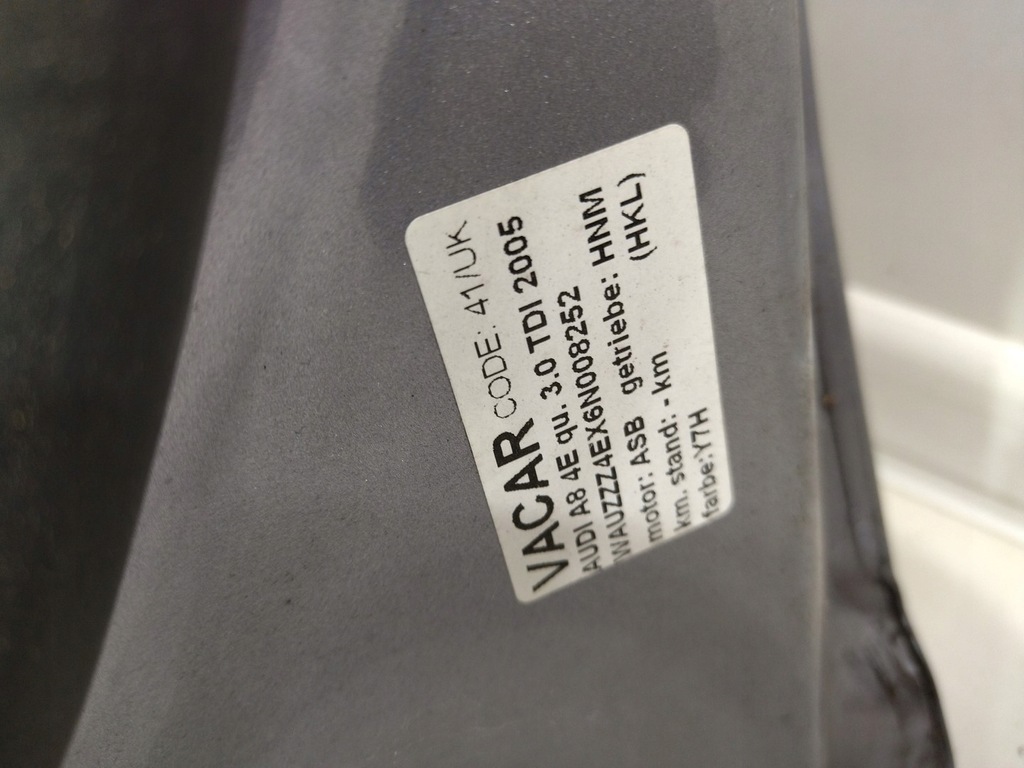 VACAR CODE: 41/UK
AUDI A8 4E qu. 3.0 TDI 2005
WAUZZZ4EX6N008252
motor: ASB getriebe: HNM
(HKL)
km. stand: - km
farbe:Y7H